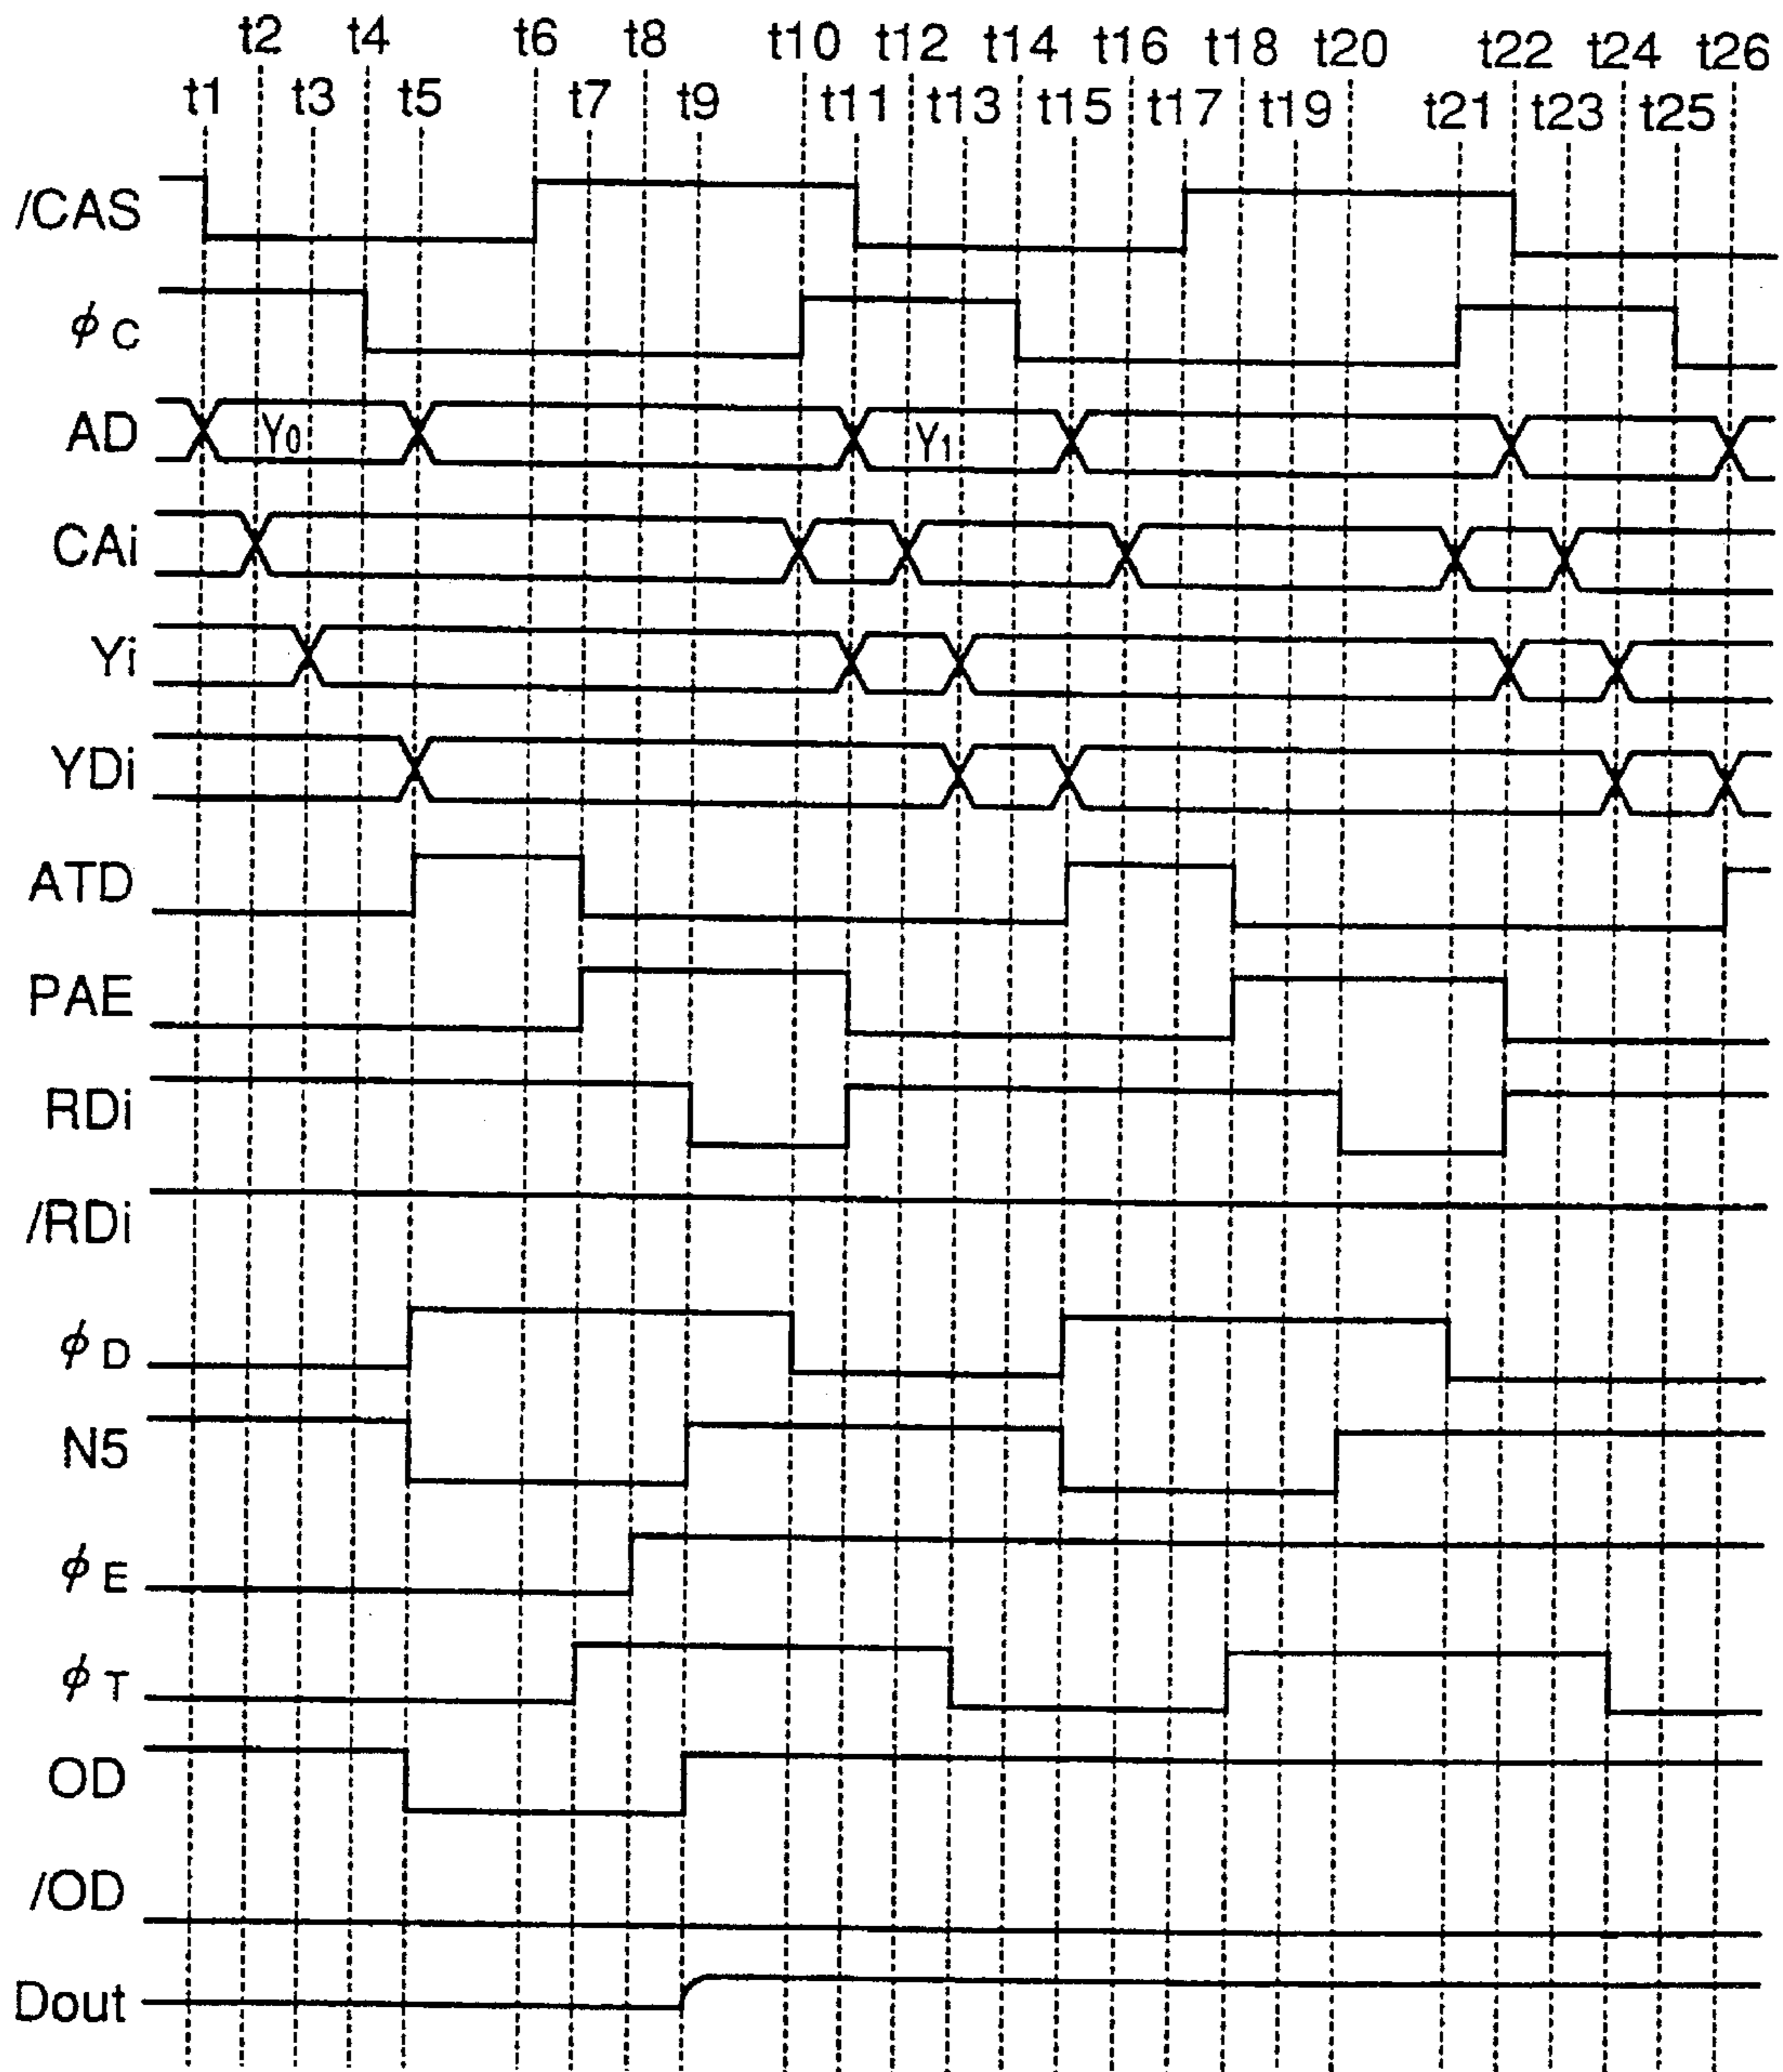 t2 t4 t6 t8 t10 t12 t14 t16 t18 t20 t22 t24 t26
t1 t3 t5 t7 t9 t11 t13 t15 t17 t19 t21 t23 t25
/CAS
ϕC
AD Y0 Y1
CAi
Yi
YDi
ATD
PAE
RDi
/RDi
ϕD
N5
ϕE
ϕT
OD
/OD
Dout